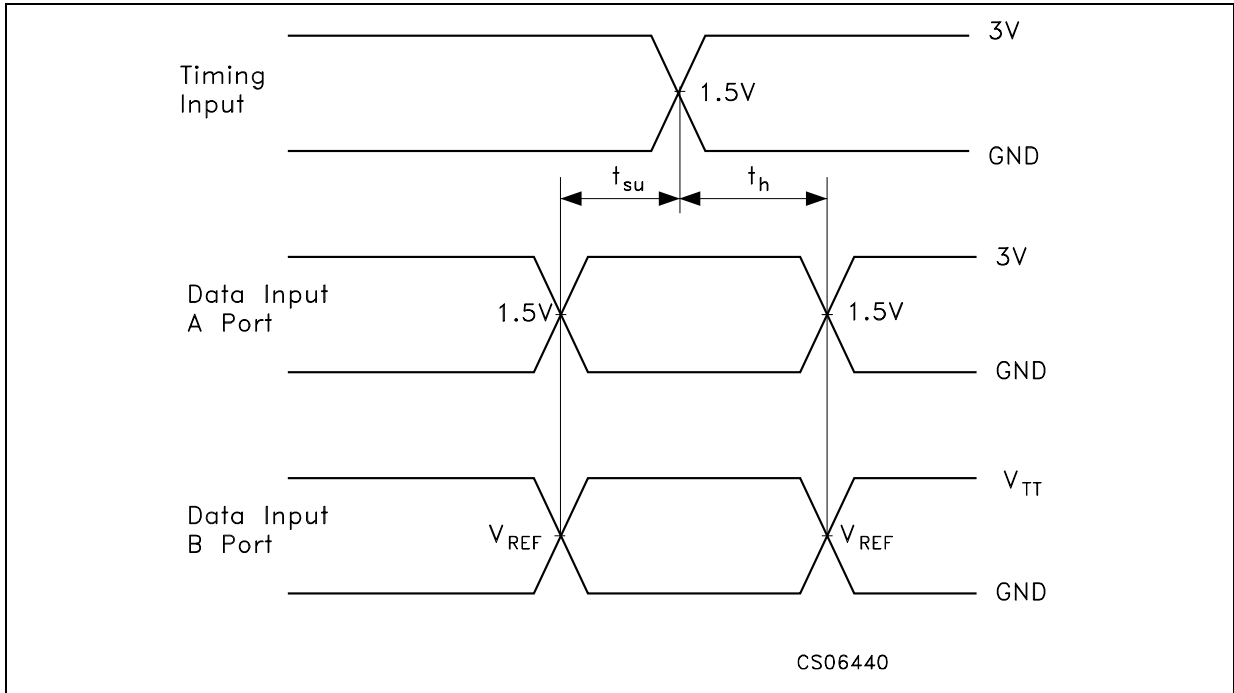 3V
Timing
Input
1.5V
GND
tsu
th
3V
Data Input
A Port
1.5V
1.5V
GND
VTT
Data Input
B Port
VREF
VREF
GND
CS06440